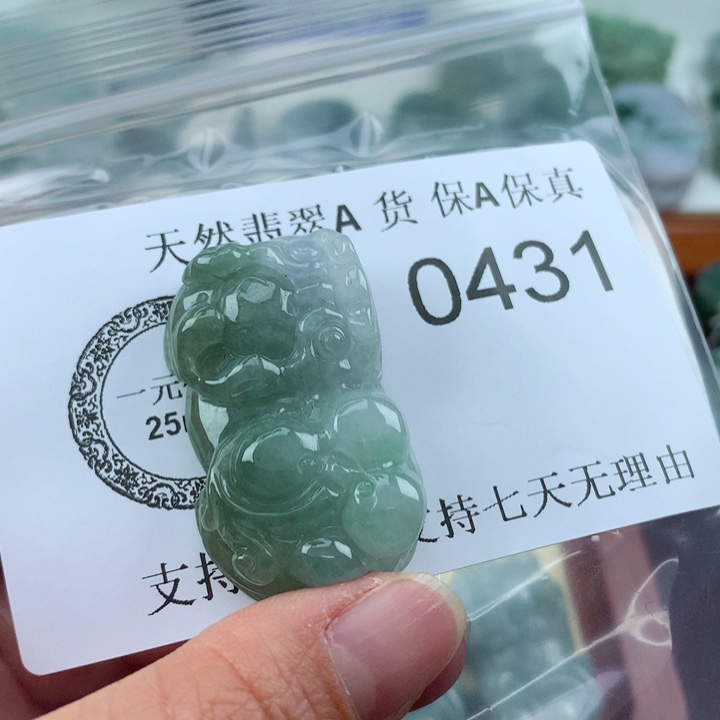 天然翡翠A 货 保A保真
0431
一元
25
支持
支持七天无理由